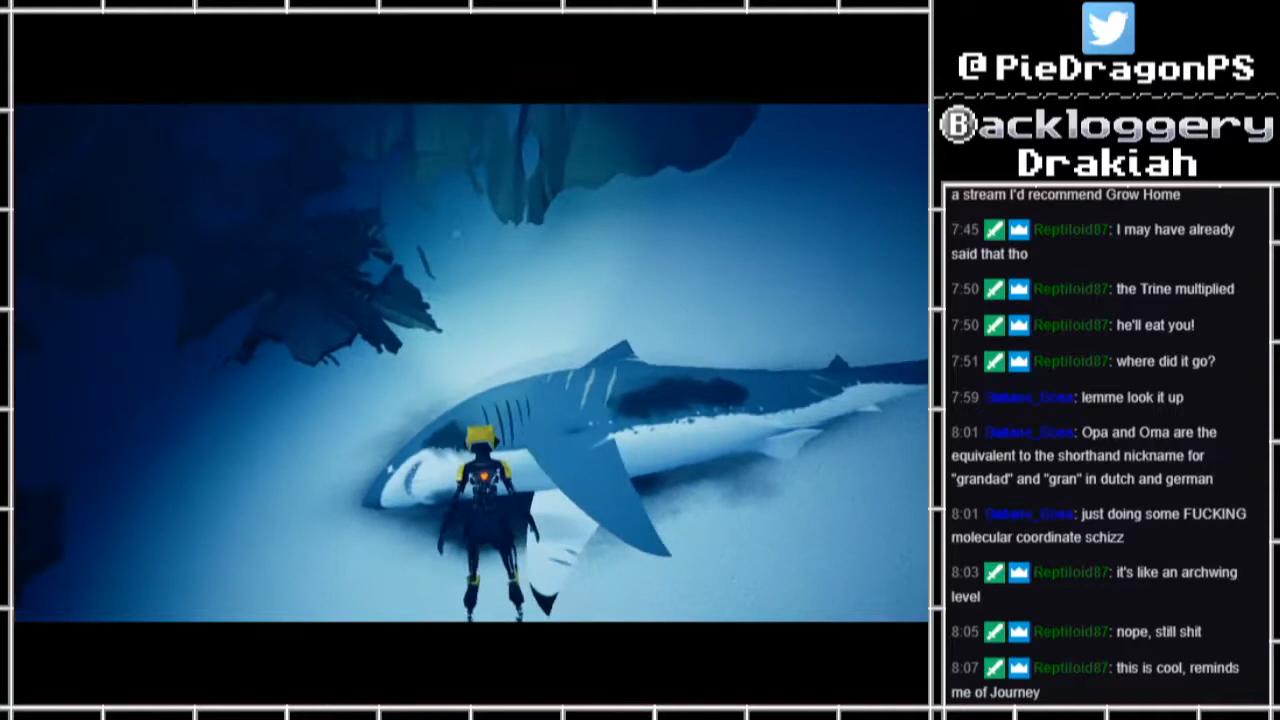 @PieDragonPS
Backloggery
Drakiah
a stream I'd recommend Grow Home
7:45 Reptiloid87: I may have already
said that tho
7:50 Reptiloid87: the Trine multiplied
7:50 Reptiloid87: he'll eat you!
7:51 Reptiloid87: where did it go?
7:59 : lemme look it up
8:01 : Opa and Oma are the
equivalent to the shorthand nickname for
"grandad" and "gran" in dutch and german
8:01 : just doing some FUCKING
molecular coordinate schizz
8:03 Reptiloid87: it's like an archwing
level
8:05 Reptiloid87: nope, still shit
8:07 Reptiloid87: this is cool, reminds
me of Journey